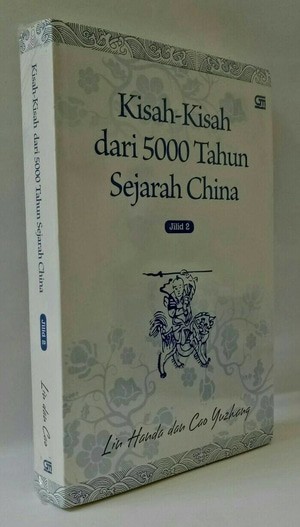 Kisah-Kisah
dari 5000 Tahun
Sejarah China
Jilid 2
Lin Handa dan Cao Yuzhang
Kisah-Kisah dari 5000 Tahun Sejarah China
Jilid 2
Lin dan Cao